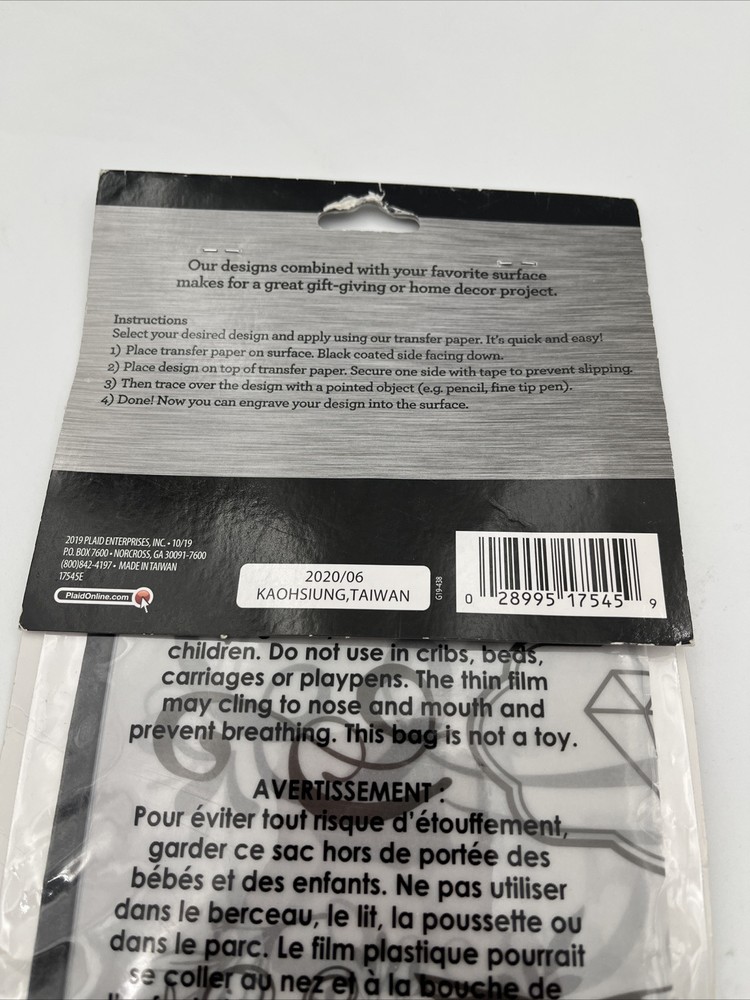 Our designs combined with your favorite surface
makes for a great gift-giving or home decor project.
Instructions
Select your desired design and apply using our transfer paper. It's quick and easy!
1) Place transfer paper on surface. Black coated side facing down.
2) Place design on top of transfer paper. Secure one side with tape to prevent slipping.
3) Then trace over the design with a pointed object (e.g. pencil, fine tip pen).
4) Done! Now you can engrave your design into the surface.
2019 PLAID ENTERPRISES, INC. • 10/19
P.O. BOX 7600 • NORCROSS, GA 30091-7600
(800)842-4197 • MADE IN TAIWAN
17545E
PlaidOnline.com
2020/06
KAOHSIUNG,TAIWAN
G19-438
0 28995 17545 9
children. Do not use in cribs, beds,
carriages or playpens. The thin film
may cling to nose and mouth and
prevent breathing. This bag is not a toy.
AVERTISSEMENT :
Pour éviter tout risque d'étouffement,
garder ce sac hors de portée des
bébés et des enfants. Ne pas utiliser
dans le berceau, le lit, la poussette ou
dans le parc. Le film plastique pourrait
se coller au nez et à la bouche de